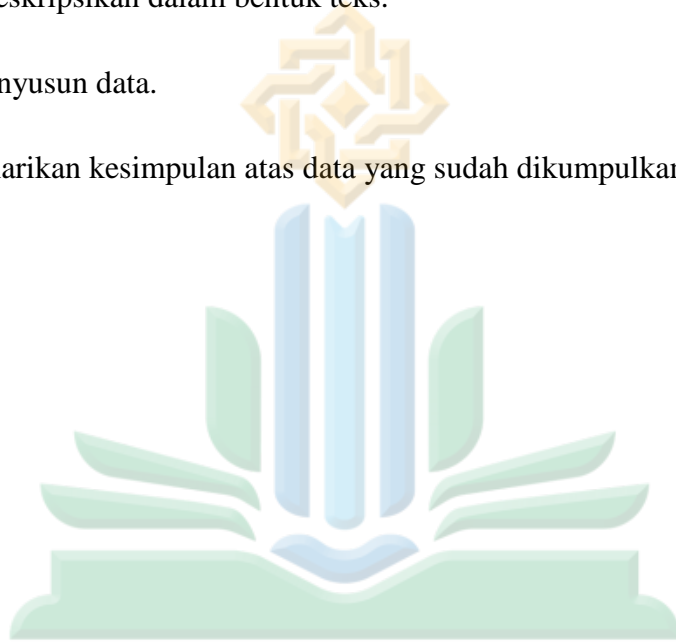 eskripsikan dalam bentuk teks.
nyusun data.
arikan kesimpulan atas data yang sudah dikumpulkan